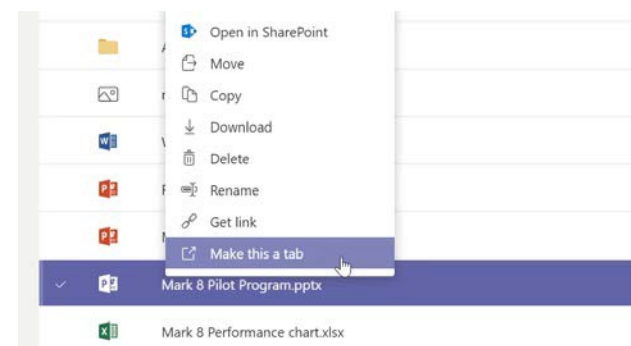 Open in SharePoint
Move
Copy
Download
Delete
Rename
Get link
Make this a tab
Mark 8 Pilot Program.pptx
Mark 8 Performance chart.xlsx